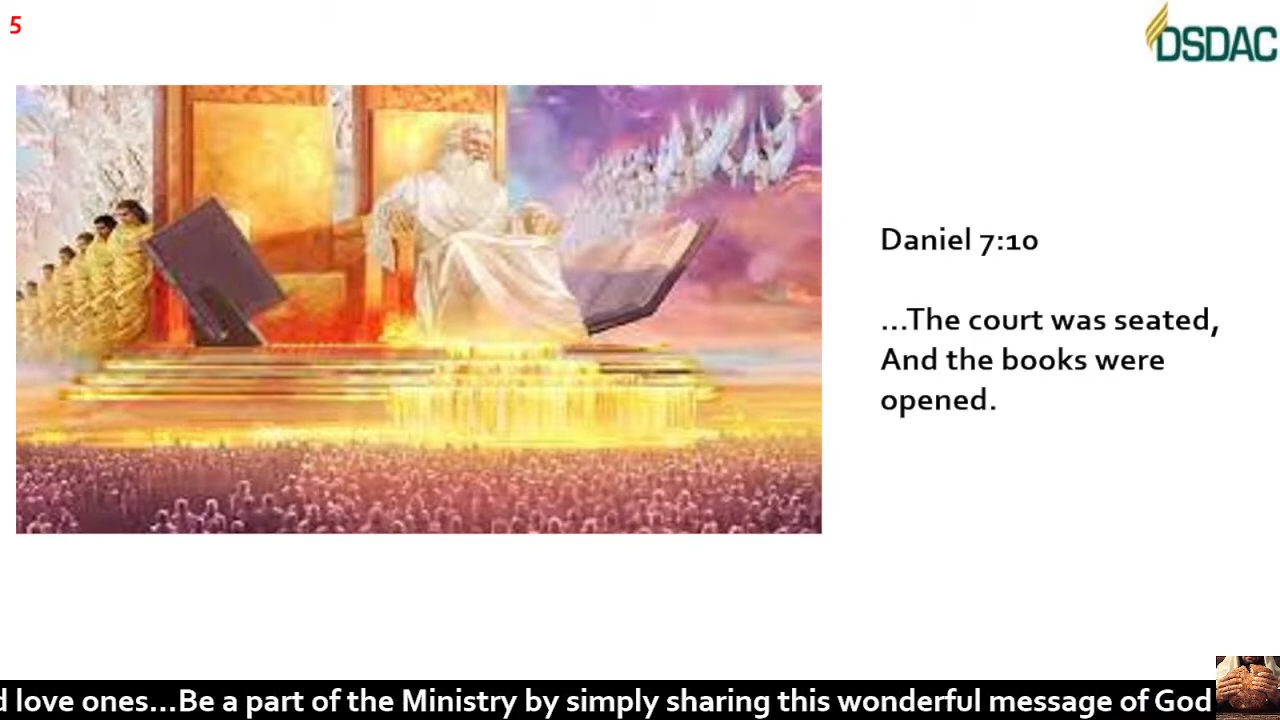 5
DSDAC
Daniel 7:10
...The court was seated,
And the books were
opened.
love ones...Be a part of the Ministry by simply sharing this wonderful message of God